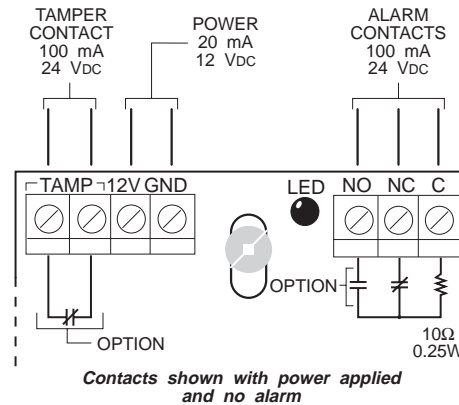 TAMPER
CONTACT
100 mA
24 VDC
POWER
20 mA
12 VDC
ALARM
CONTACTS
100 mA
24 VDC
TAMP 12V GND
LED NO NC C
OPTION
OPTION
10Ω
0.25W
Contacts shown with power applied
and no alarm